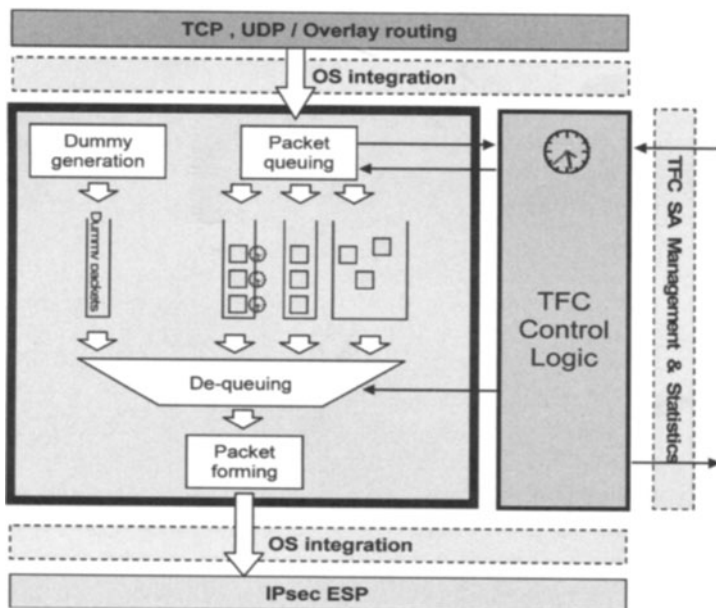 TCP , UDP / Overlay routing
OS integration
Dummy
generation
Packet
queuing
Dummy packets
TFC
Control
Logic
TFC SA Management & Statistics
De-queuing
Packet
forming
OS integration
IPsec ESP